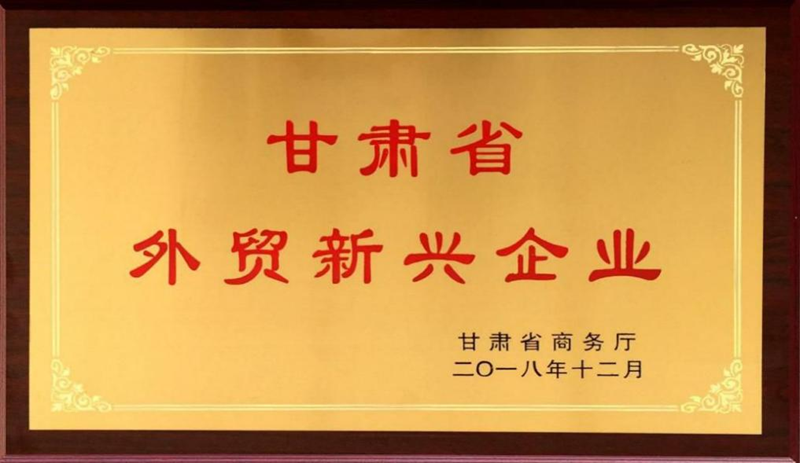 甘肃省
外贸新兴企业
甘肃省商务厅
二〇一八年十二月